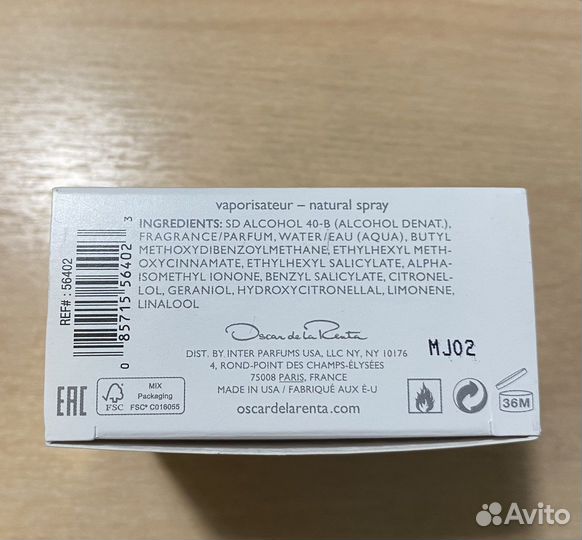 vaporisateur – natural spray
INGREDIENTS: SD ALCOHOL 40-B (ALCOHOL DENAT.),
FRAGRANCE/PARFUM, WATER/EAU (AQUA), BUTYL
METHOXYDIBENZOYLMETHANE, ETHYLHEXYL METH-
OXYCINNAMATE, ETHYLHEXYL SALICYLATE, ALPHA-
ISOMETHYL IONONE, BENZYL SALICYLATE, CITRONEL-
LOL, GERANIOL, HYDROXYCITRONELLAL, LIMONENE,
LINALOOL
REF#: 56402
0 85715 56402 3
Oscar de la Renta
DIST. BY. INTER PARFUMS USA, LLC NY, NY 10176
4, ROND-POINT DES CHAMPS-ÉLYSÉES
75008 PARIS, FRANCE
MADE IN USA / FABRIQUÉ AUX É-U
oscardelarenta.com
MJ02
EAC
FSC
MIX
Packaging
FSC® C016055
36M
Avito